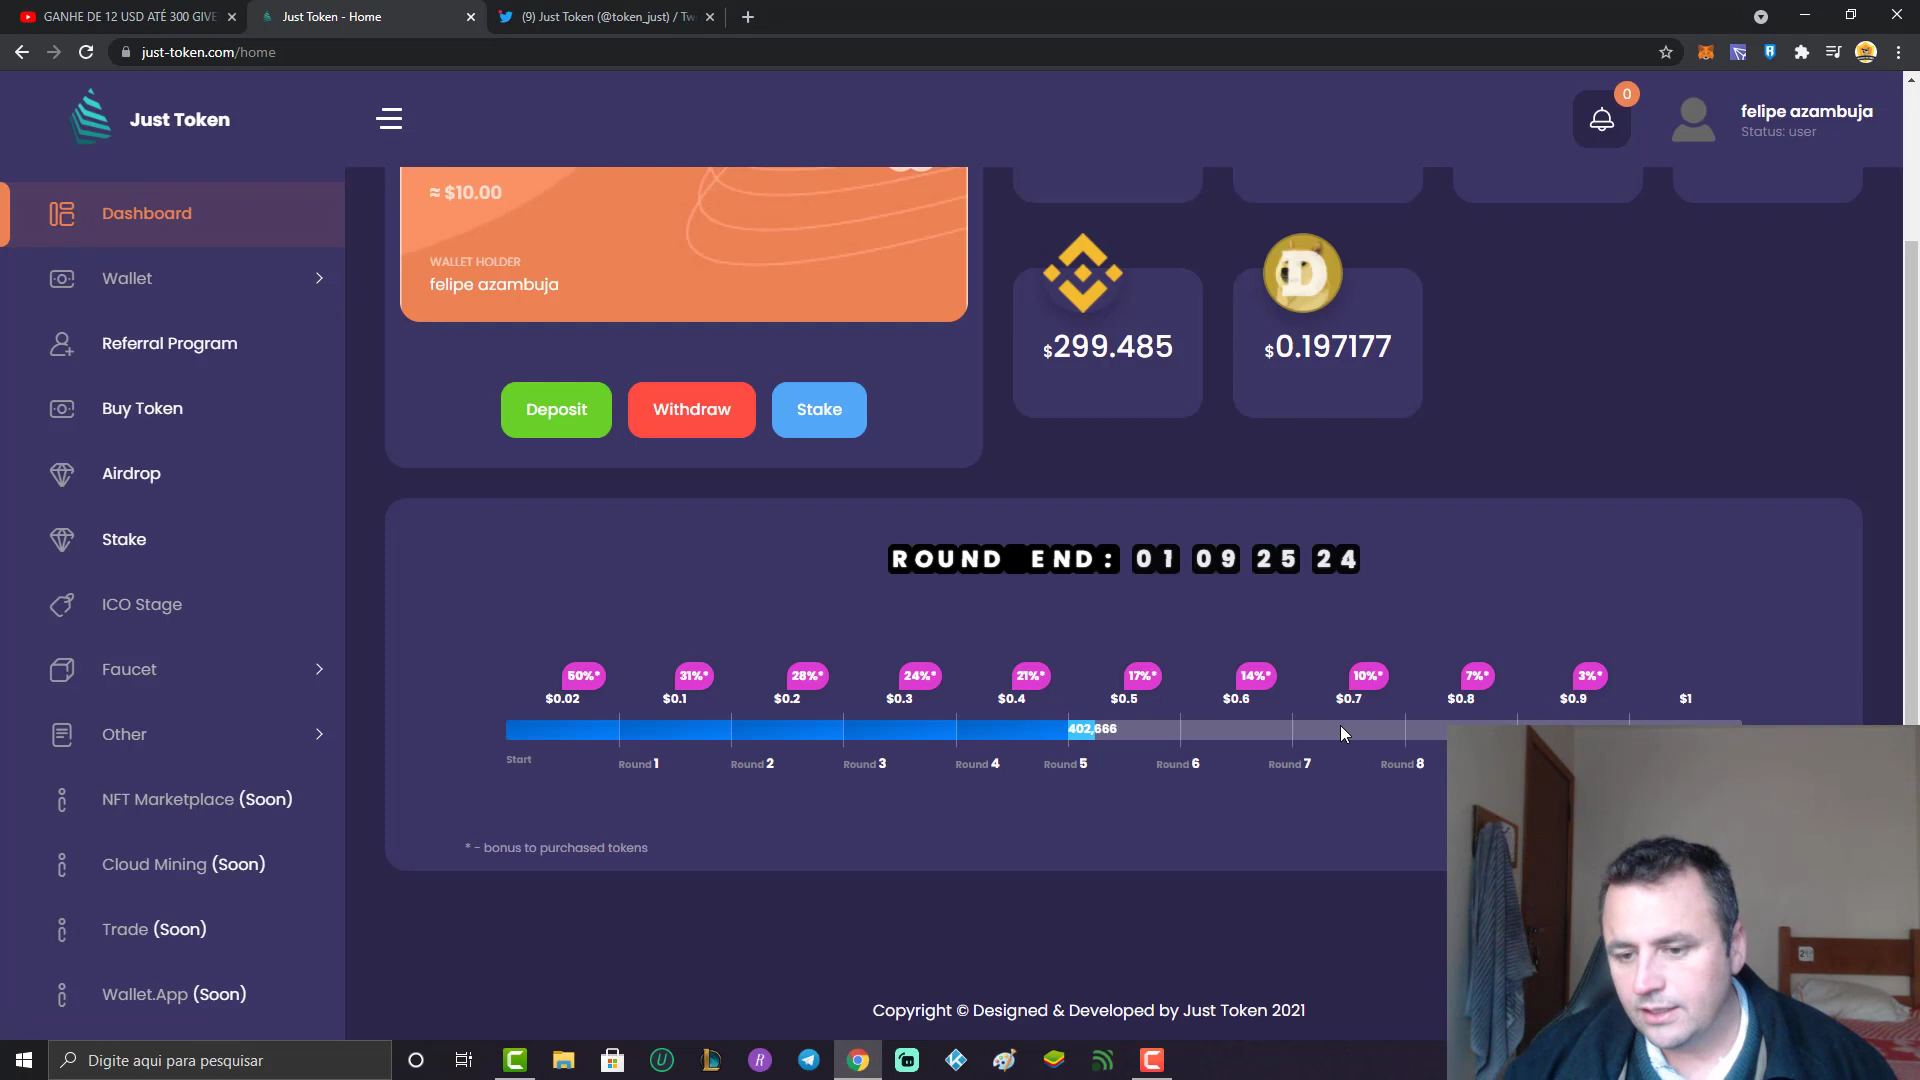 GANHE DE 12 USD ATÉ 300 GIVE
Just Token - Home
(9) Just Token (@token_just) / Tw
just-token.com/home
Just Token
0
felipe azambuja
Status: user
Dashboard
Wallet
Referral Program
Buy Token
Airdrop
Stake
ICO Stage
Faucet
Other
NFT Marketplace (Soon)
Cloud Mining (Soon)
Trade (Soon)
Wallet.App (Soon)
≈ $10.00
WALLET HOLDER
felipe azambuja
Deposit Withdraw Stake
$299.485
$0.197177
ROUND END: 01 09 25 24
50%* 31%* 28%* 24%* 21%* 17%* 14%* 10%* 7%* 3%*
$0.02 $0.1 $0.2 $0.3 $0.4 $0.5 $0.6 $0.7 $0.8 $0.9 $1
402,666
Start Round 1 Round 2 Round 3 Round 4 Round 5 Round 6 Round 7 Round 8
* - bonus to purchased tokens
Copyright © Designed & Developed by Just Token 2021
Digite aqui para pesquisar